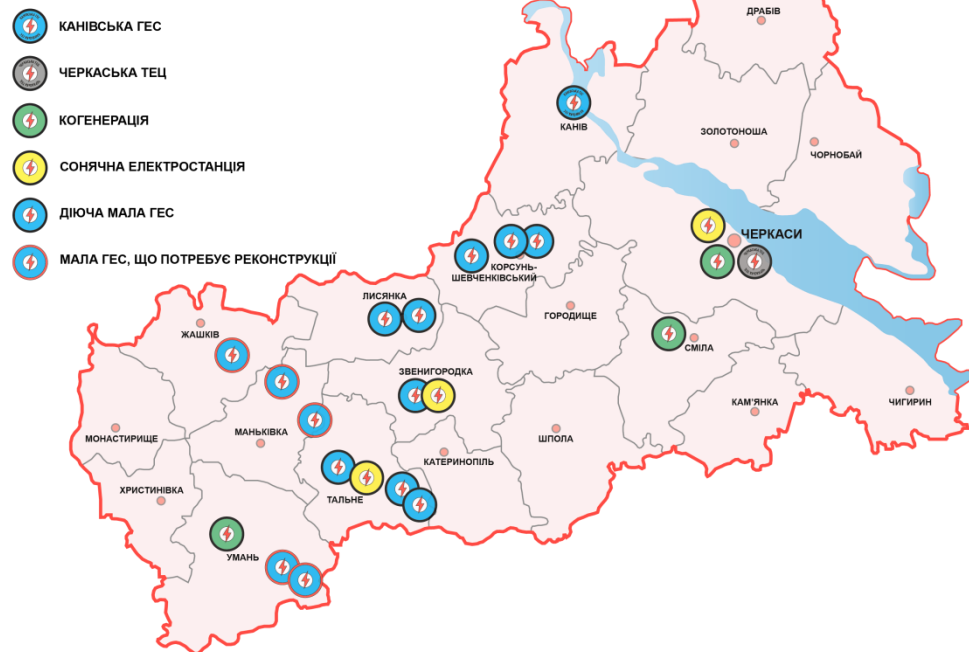 КАНІВСЬКА ГЕС
ЧЕРКАСЬКА ТЕЦ
КОГЕНЕРАЦІЯ
СОНЯЧНА ЕЛЕКТРОСТАНЦІЯ
ДІЮЧА МАЛА ГЕС
МАЛА ГЕС, ЩО ПОТРЕБУЄ РЕКОНСТРУКЦІЇ
ДРАБІВ
КАНІВ
ЗОЛОТОНОША
ЧОРНОБАЙ
ЧЕРКАСИ
КОРСУНЬ-
ШЕВЧЕНКІВСЬКИЙ
ЛИСЯНКА
ГОРОДИЩЕ
ЖАШКІВ
СМІЛА
ЗВЕНИГОРОДКА
ЧИГИРИН
КАМ'ЯНКА
МАНЬКІВКА
МОНАСТИРИЩЕ
ШПОЛА
КАТЕРИНОПІЛЬ
ХРИСТИНІВКА
ТАЛЬНЕ
УМАНЬ